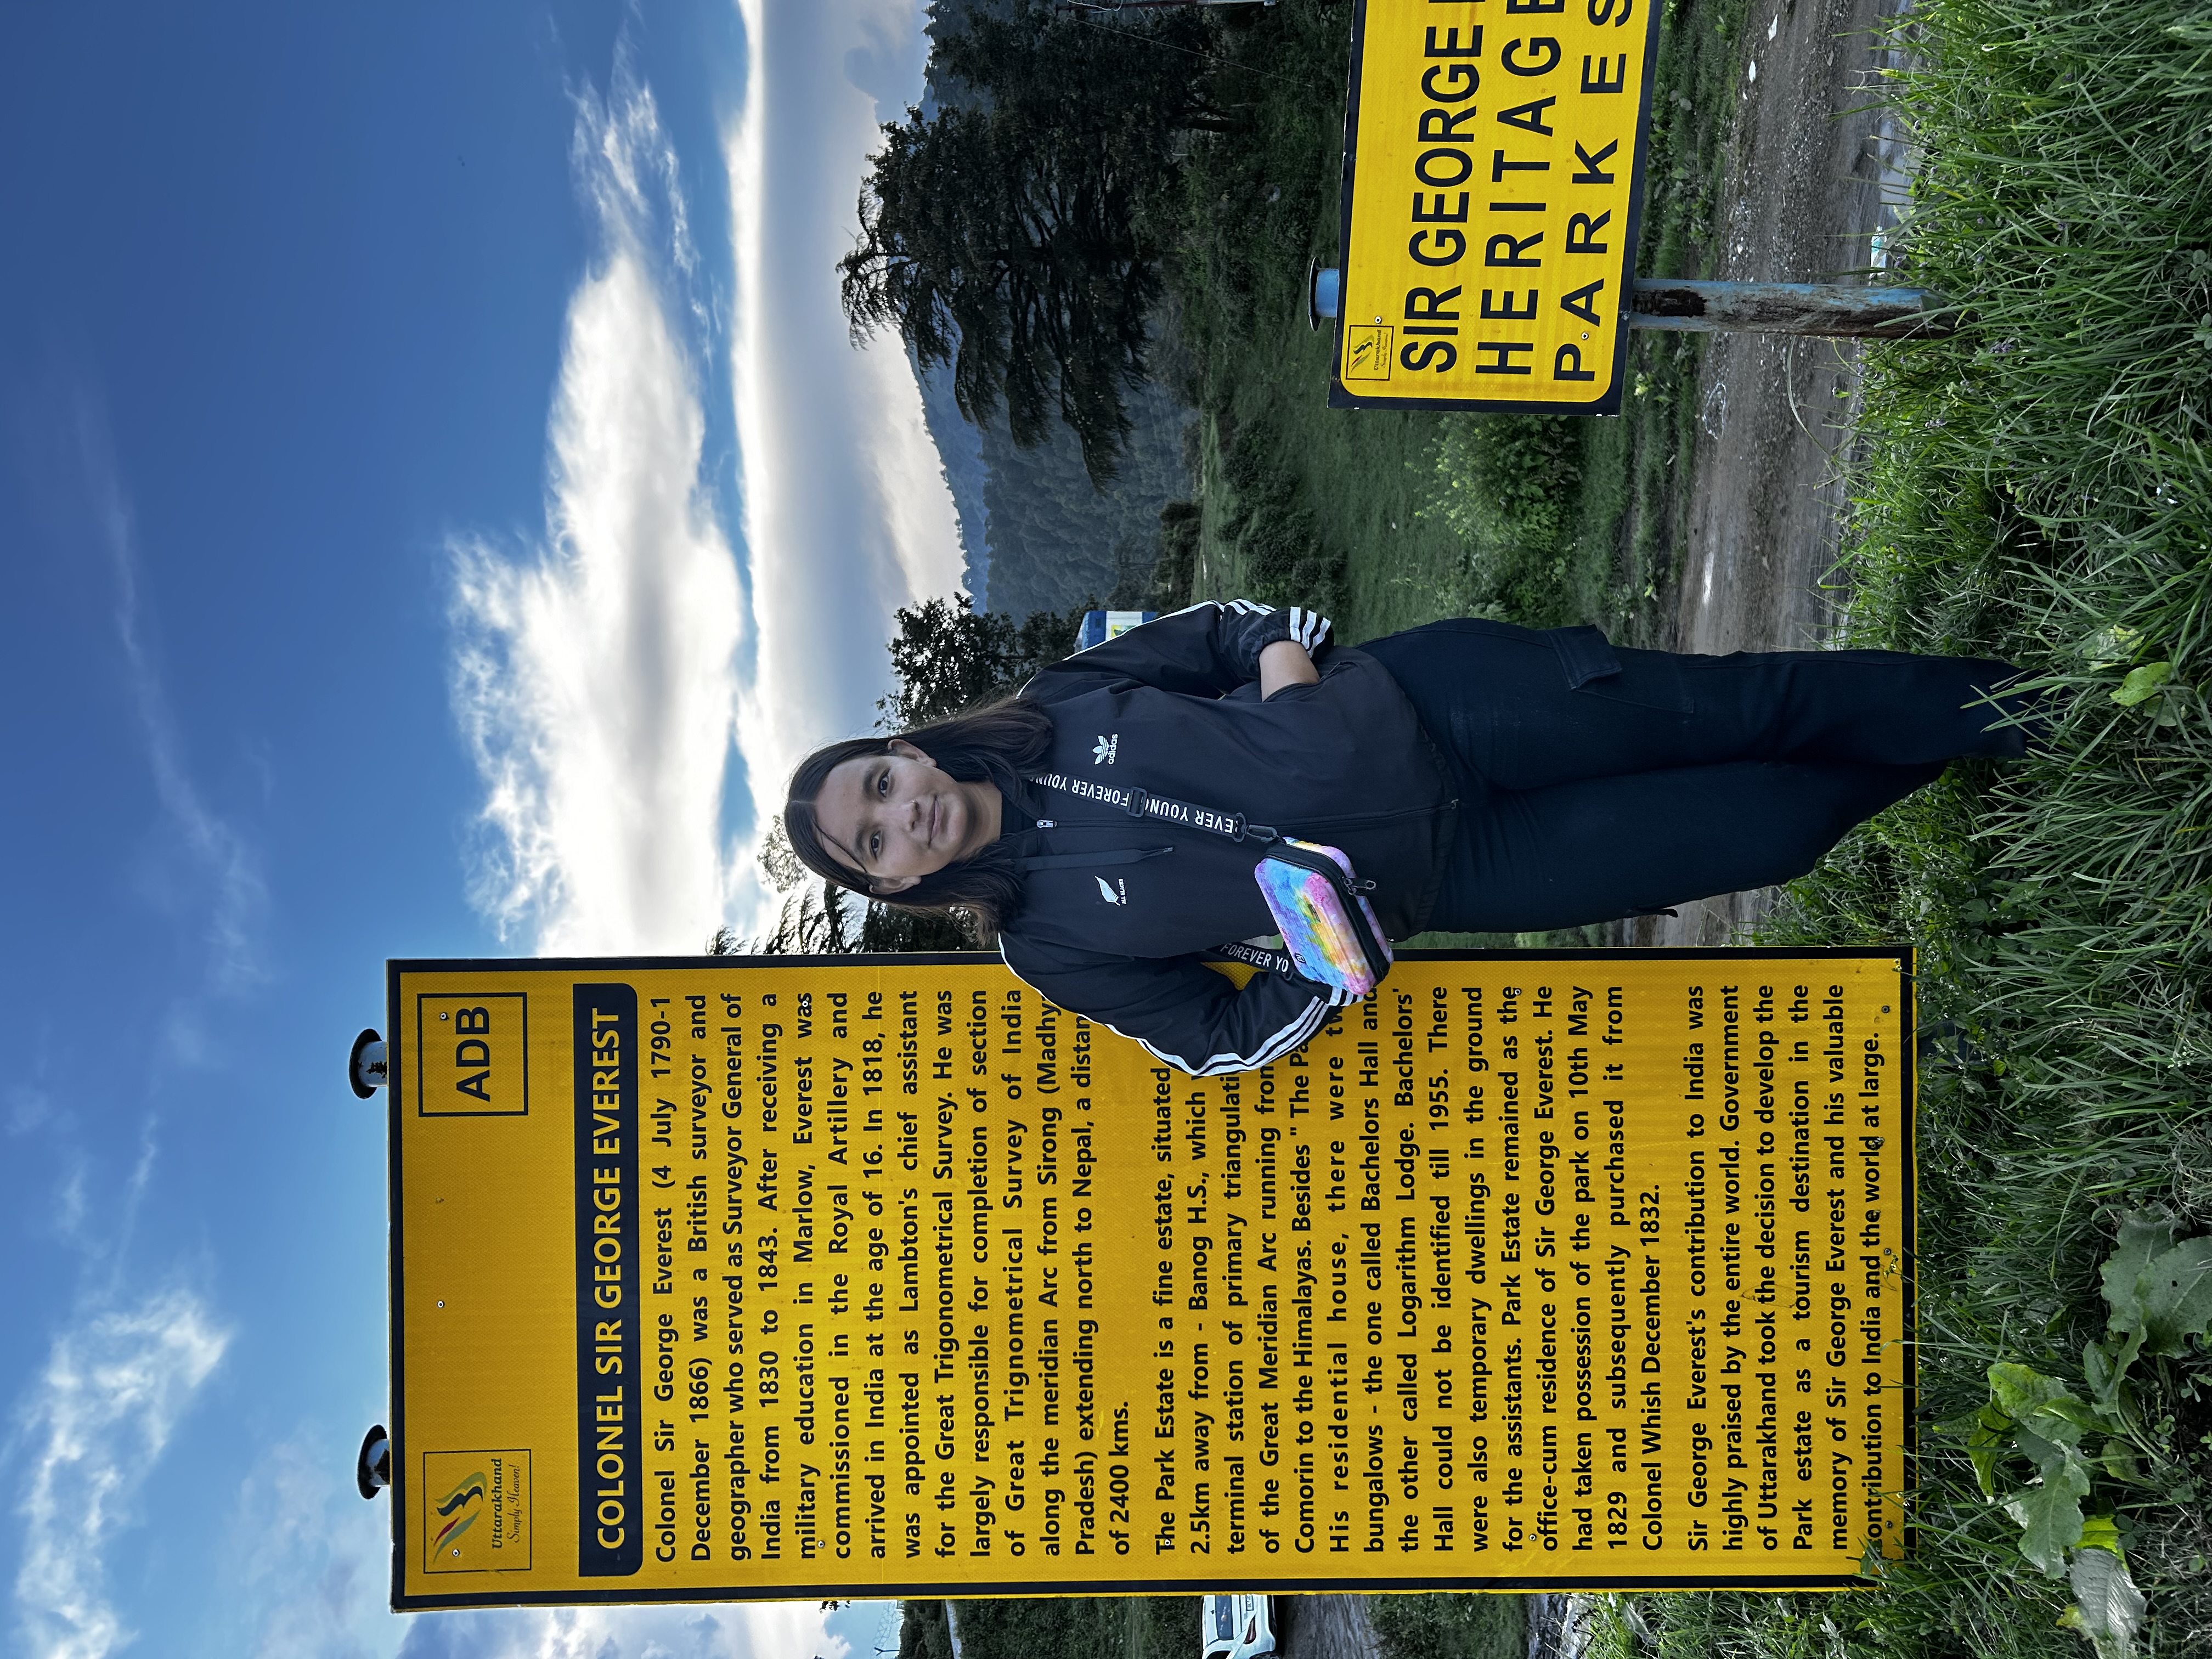 Uttarakhand
Simply Heaven!
ADB
COLONEL SIR GEORGE EVEREST
Colonel Sir George Everest (4 July 1790-1
December 1866) was a British surveyor and
geographer who served as Surveyor General of
India from 1830 to 1843. After receiving a
military education in Marlow, Everest was
commissioned in the Royal Artillery and
arrived in India at the age of 16. In 1818, he
was appointed as Lambton's chief assistant
for the Great Trigonometrical Survey. He was
largely responsible for completion of section
of Great Trignometrical Survey of India
along the meridian Arc from Sirong (Madhya
Pradesh) extending north to Nepal, a distan
of 2400 kms.
The Park Estate is a fine estate, situated
2.5km away from - Banog H.S., which
terminal station of primary triangulati
of the Great Meridian Arc running fron
Comorin to the Himalayas. Besides " The Pa
His residential house, there were tw
bungalows - the one called Bachelors Hall and
the other called Logarithm Lodge. Bachelors'
Hall could not be identified till 1955. There
were also temporary dwellings in the ground
for the assistants. Park Estate remained as the
office-cum residence of Sir George Everest. He
had taken possession of the park on 10th May
1829 and subsequently purchased it from
Colonel Whish December 1832.
Sir George Everest's contribution to India was
highly praised by the entire world. Government
of Uttarakhand took the decision to develop the
Park estate as a tourism destination in the
memory of Sir George Everest and his valuable
contribution to India and the world at large.
ALL BLACKS
adidas
EVER YOUNG FOREVER YOUN
FOREVER YO
Uttarakhand
Simply Heaven!
SIR GEORGE
HERITAGE
PARK ES